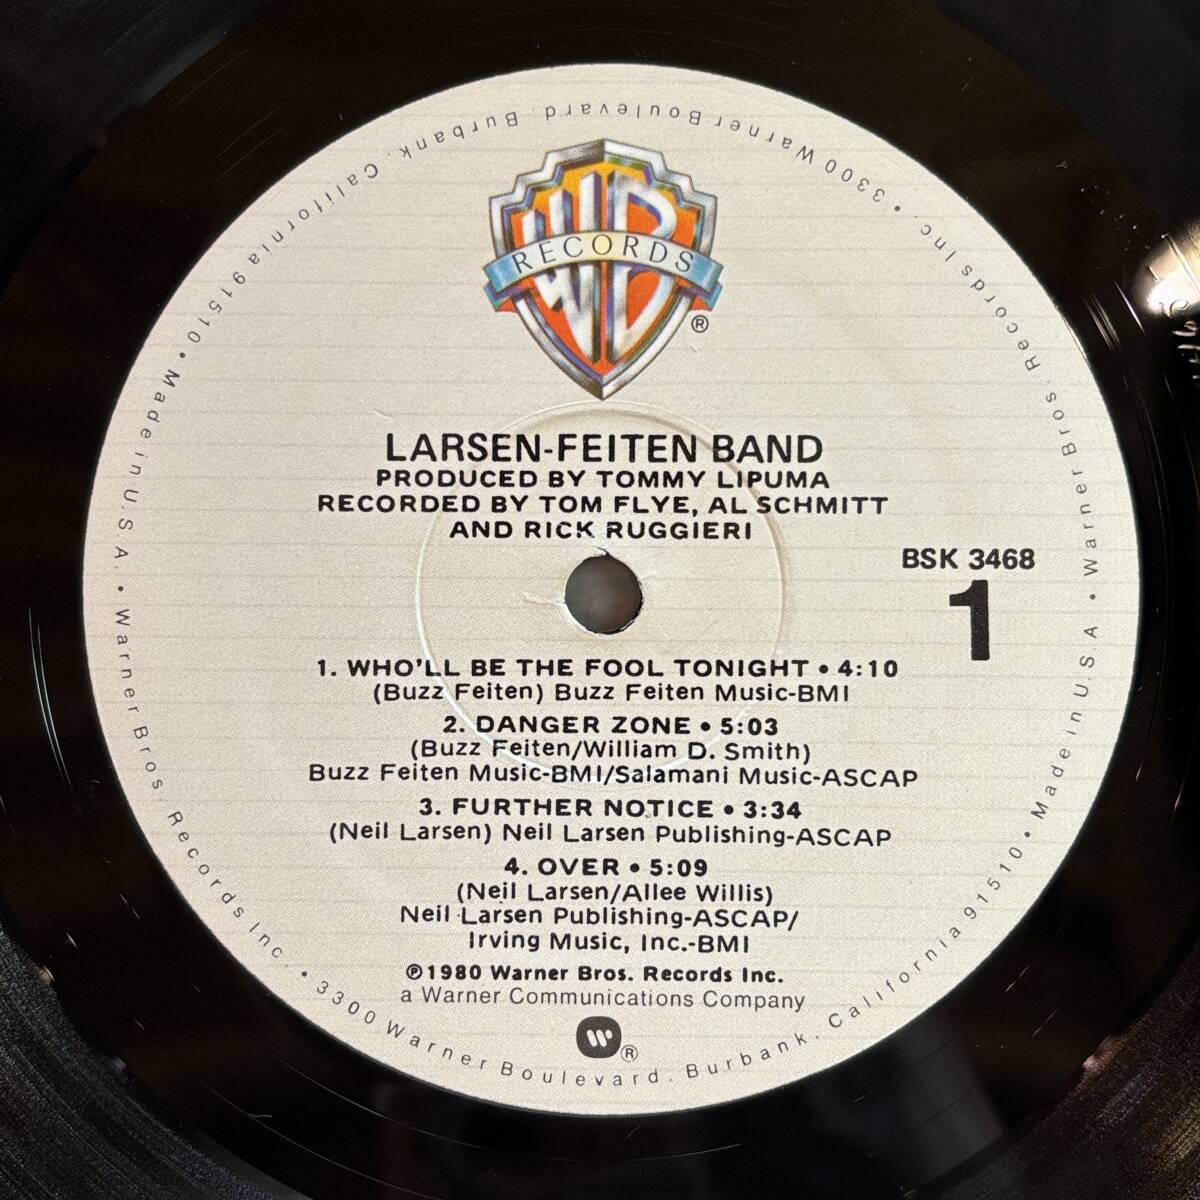 WB
RECORDS
®
LARSEN-FEITEN BAND
PRODUCED BY TOMMY LIPUMA
RECORDED BY TOM FLYE, AL SCHMITT
AND RICK RUGGIERI
BSK 3468
1
1. WHO'LL BE THE FOOL TONIGHT • 4:10
(Buzz Feiten) Buzz Feiten Music-BMI
2. DANGER ZONE • 5:03
(Buzz Feiten/William D. Smith)
Buzz Feiten Music-BMI/Salamani Music-ASCAP
3. FURTHER NOTICE • 3:34
(Neil Larsen) Neil Larsen Publishing-ASCAP
4. OVER • 5:09
(Neil Larsen/Allee Willis)
Neil Larsen Publishing-ASCAP/
Irving Music, Inc.-BMI
℗1980 Warner Bros. Records Inc.
a Warner Communications Company
®
Warner Bros. Records Inc. • 3300 Warner Boulevard. Burbank, California 91510 • Made in U.S.A. • Warner Bros. Records Inc. • 3300 Warner Boulevard. Burbank, California 91510 • Made in U.S.A. •